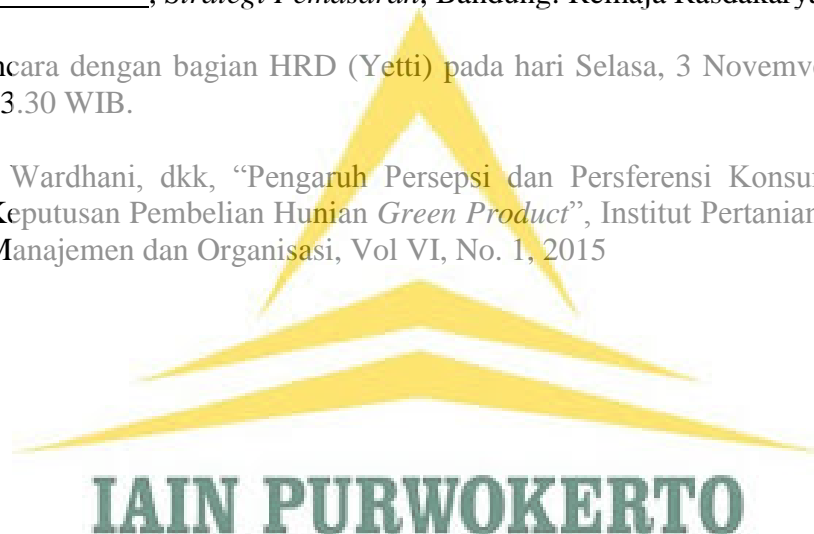 , Strategi Pemasaran, Bandung: Remaja Rasdakarya
ncara dengan bagian HRD (Yetti) pada hari Selasa, 3 Novemv
3.30 WIB.
Wardhani, dkk, “Pengaruh Persepsi dan Persferensi Konsu
Keputusan Pembelian Hunian Green Product”, Institut Pertanian
Manajemen dan Organisasi, Vol VI, No. 1, 2015
IAIN PURWOKERTO